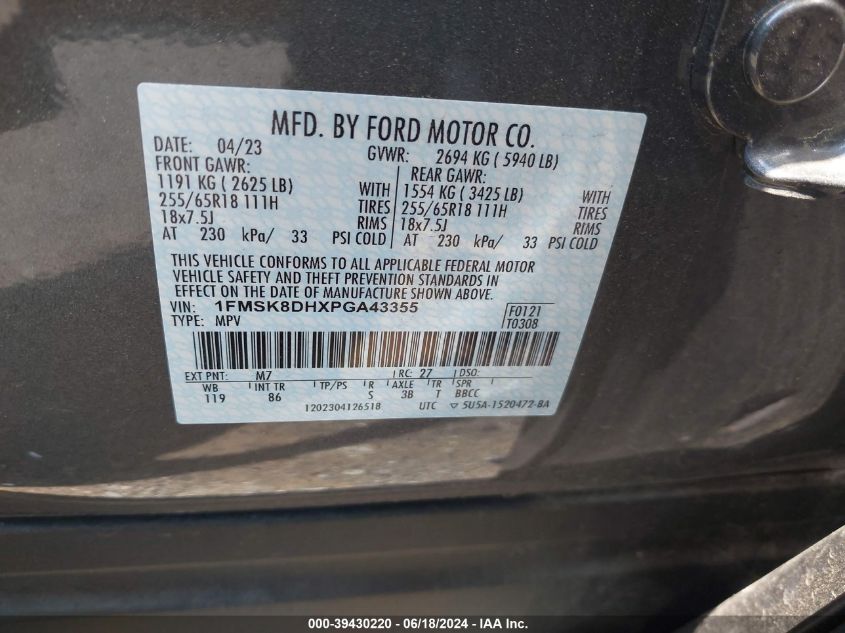 MFD. BY FORD MOTOR CO.
DATE: 04/23 GVWR: 2694 KG ( 5940 LB)
FRONT GAWR: REAR GAWR:
1191 KG ( 2625 LB) WITH 1554 KG ( 3425 LB) WITH
255/65R18 111H TIRES 255/65R18 111H TIRES
18x7.5J RIMS 18x7.5J RIMS
AT 230 kPa/ 33 PSI COLD AT 230 kPa/ 33 PSI COLD
THIS VEHICLE CONFORMS TO ALL APPLICABLE FEDERAL MOTOR
VEHICLE SAFETY AND THEFT PREVENTION STANDARDS IN
EFFECT ON THE DATE OF MANUFACTURE SHOWN ABOVE.
VIN: 1FMSK8DHXPGA43355 F0121
TYPE: MPV T0308
EXT PNT: M7 RC: 27 DSO:
WB INT TR TP/PS R AXLE TR SPR
119 86 S 3B T BBCC
1202304126518 UTC ▽ 5U5A-1520472-BA
000-39430220 - 06/18/2024 - IAA Inc.